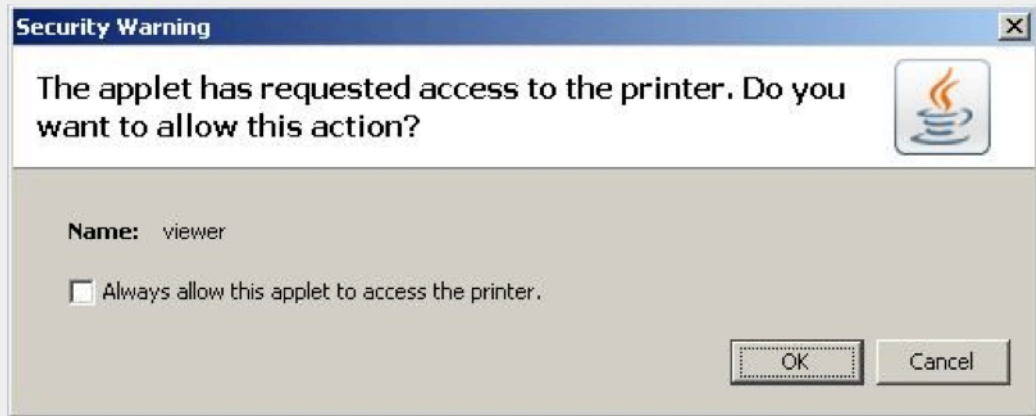 Security Warning
The applet has requested access to the printer. Do you
want to allow this action?
Name: viewer
Always allow this applet to access the printer.
OK Cancel